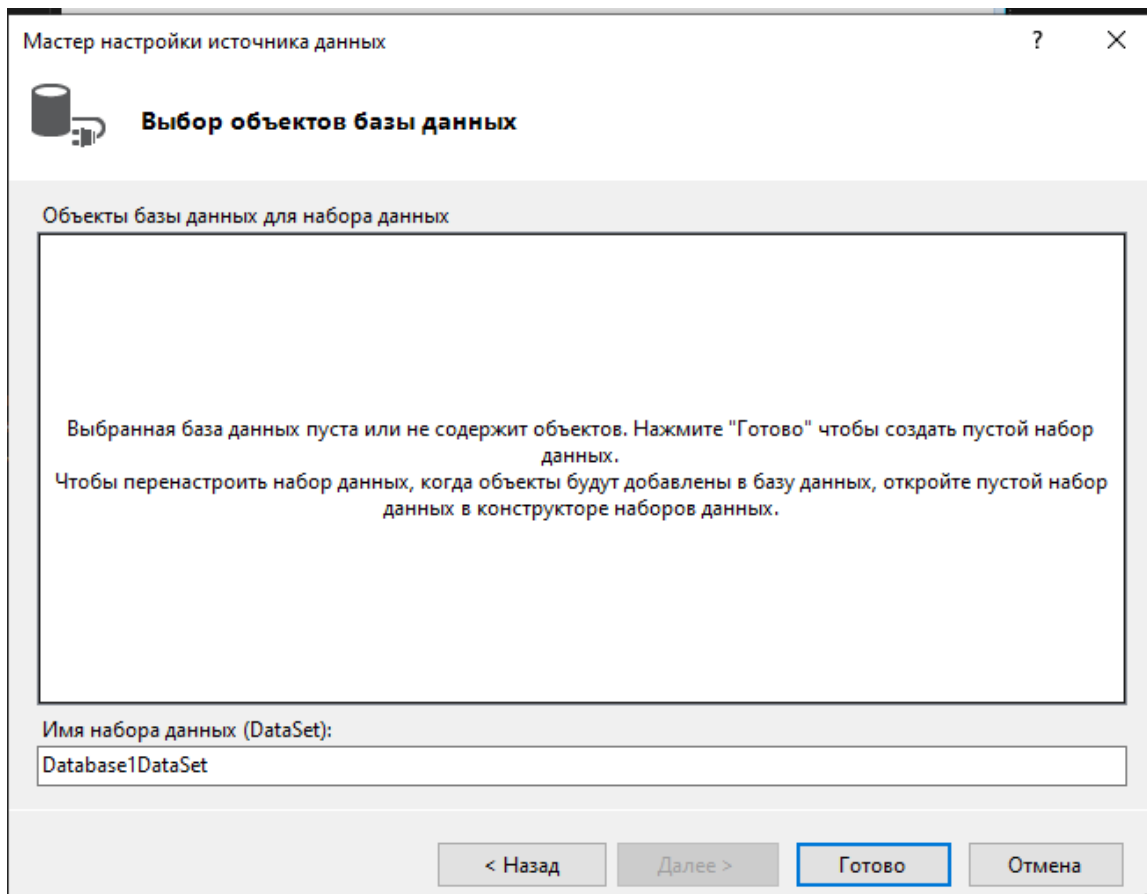 Мастер настройки источника данных
?
Выбор объектов базы данных
Объекты базы данных для набора данных
Выбранная база данных пуста или не содержит объектов. Нажмите "Готово" чтобы создать пустой набор
данных.
Чтобы перенастроить набор данных, когда объекты будут добавлены в базу данных, откройте пустой набор
данных в конструкторе наборов данных.
Имя набора данных (DataSet):
Database1DataSet
< Назад
Далее >
Готово
Отмена